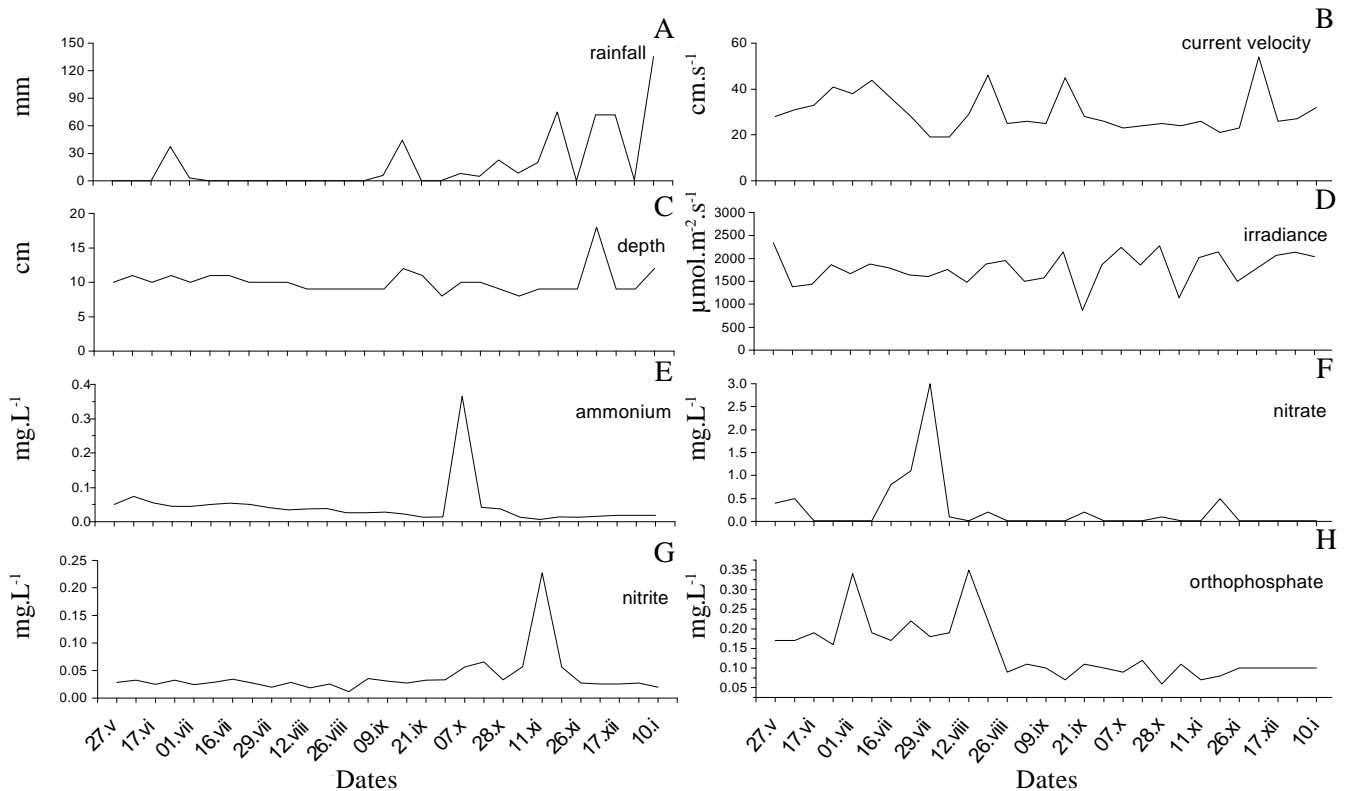 A
rainfall
mm
150
120
90
60
30
0
B
current velocity
cm.s-1
60
40
20
0
C
depth
cm
20
15
10
5
0
D
irradiance
µmol.m-2.s-1
3000
2500
2000
1500
1000
500
0
E
ammonium
mg.L-1
0.4
0.3
0.2
0.1
0.0
F
nitrate
mg.L-1
3.0
2.5
2.0
1.5
1.0
0.5
0.0
G
nitrite
mg.L-1
0.25
0.20
0.15
0.10
0.05
0.00
H
orthophosphate
mg.L-1
0.35
0.30
0.25
0.20
0.15
0.10
0.05
27.v 17.vi 01.vii 16.vii 29.vii 12.viii 26.viii 09.ix 21.ix 07.x 28.x 11.xi 26.xi 17.xii 10.i
Dates
27.v 17.vi 01.vii 16.vii 29.vii 12.viii 26.viii 09.ix 21.ix 07.x 28.x 11.xi 26.xi 17.xii 10.i
Dates